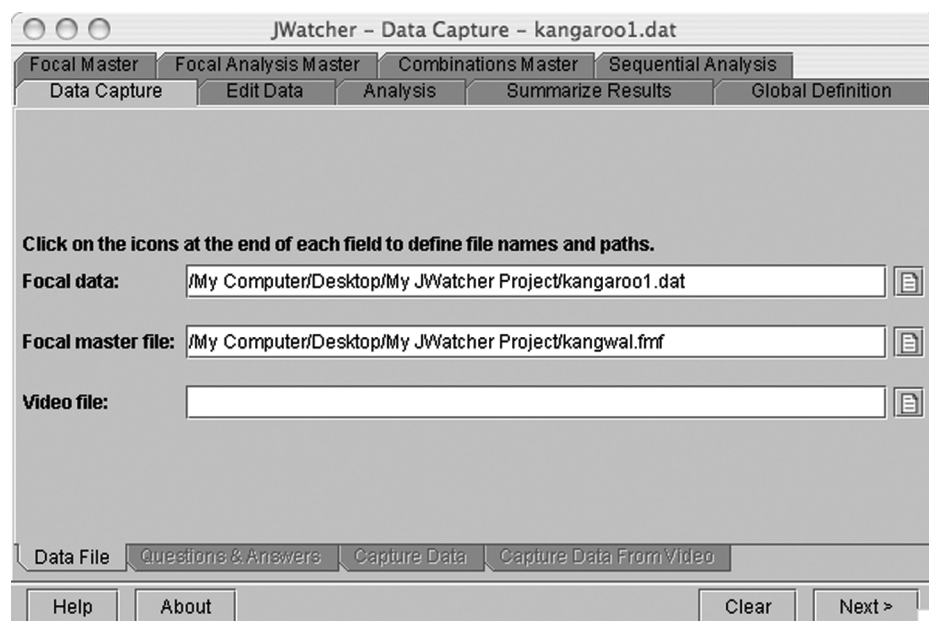 JWatcher – Data Capture – kangaroo1.dat
Focal Master Focal Analysis Master Combinations Master Sequential Analysis
Data Capture Edit Data Analysis Summarize Results Global Definition
Click on the icons at the end of each field to define file names and paths.
Focal data: /My Computer/Desktop/My JWatcher Project/kangaroo1.dat
Focal master file: /My Computer/Desktop/My JWatcher Project/kangwal.fmf
Video file:
Data File Questions & Answers Capture Data Capture Data From Video
Help About Clear Next >